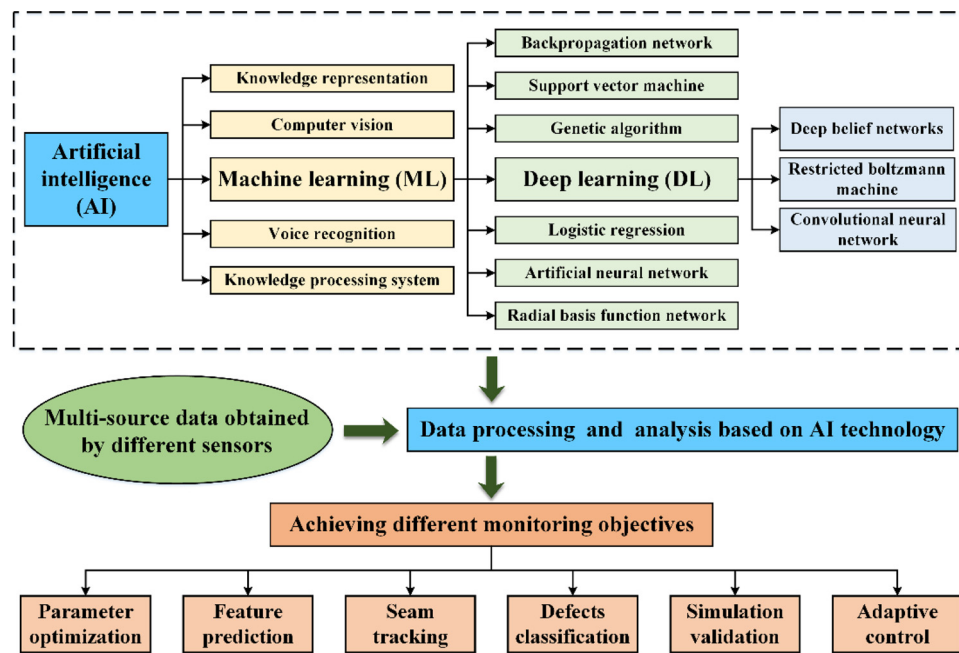 Artificial
intelligence
(AI)
Knowledge representation
Computer vision
Machine learning (ML)
Voice recognition
Knowledge processing system
Backpropagation network
Support vector machine
Genetic algorithm
Deep learning (DL)
Logistic regression
Artificial neural network
Radial basis function network
Deep belief networks
Restricted boltzmann
machine
Convolutional neural
network
Multi-source data obtained
by different sensors
Data processing and analysis based on AI technology
Achieving different monitoring objectives
Parameter
optimization
Feature
prediction
Seam
tracking
Defects
classification
Simulation
validation
Adaptive
control